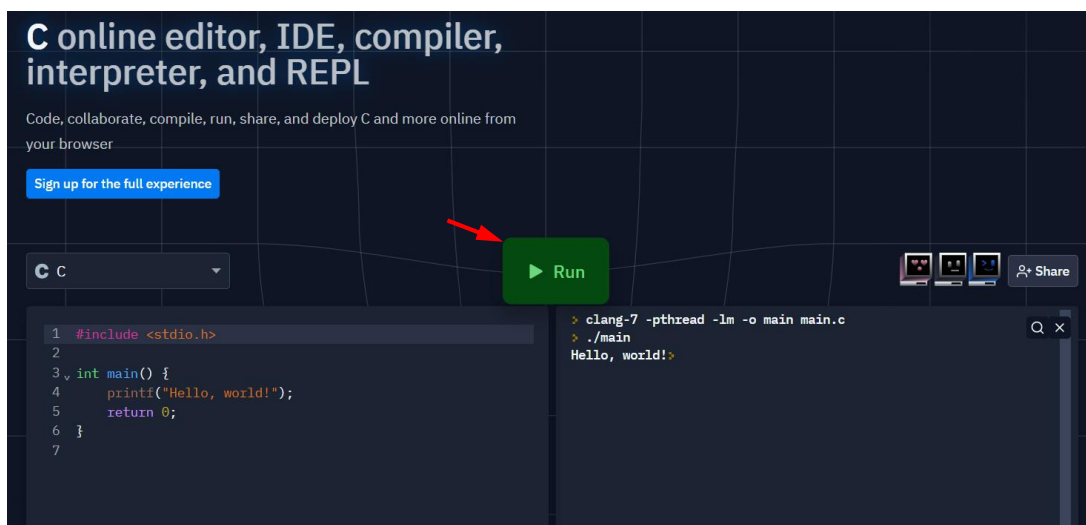 C online editor, IDE, compiler,
interpreter, and REPL
Code, collaborate, compile, run, share, and deploy C and more online from
your browser
Sign up for the full experience
C C
Run
Share
1 #include <stdio.h>
2
3 int main() {
4 printf("Hello, world!");
5 return 0;
6 }
7
> clang-7 -pthread -lm -o main main.c
> ./main
Hello, world!>